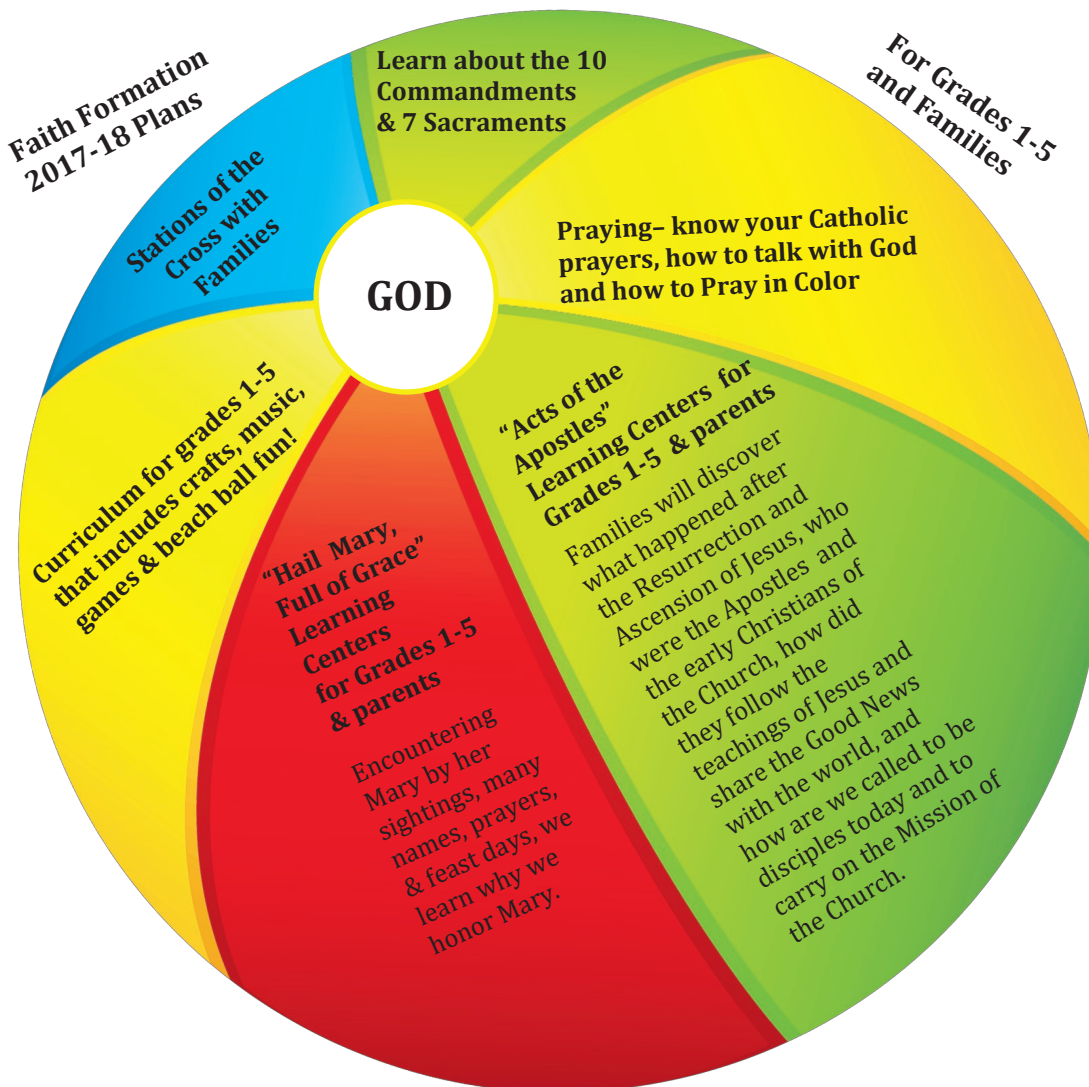 Faith Formation
2017-18 Plans
For Grades 1-5
and Families
Learn about the 10
Commandments
& 7 Sacraments
Stations of the
Cross with
Families
GOD
Praying– know your Catholic
prayers, how to talk with God
and how to Pray in Color
Curriculum for grades 1-5
that includes crafts, music,
games & beach ball fun!
“Hail Mary,
Full of Grace”
Learning
Centers
for Grades 1-5
& parents
Encountering
Mary by her
sightings, many
names, prayers,
& feast days, we
learn why we
honor Mary.
“Acts of the
Apostles”
Learning Centers for
Grades 1-5 & parents
Families will discover
what happened after
the Resurrection and
Ascension of Jesus, who
were the Apostles and
the early Christians of
the Church, how did
they follow the
teachings of Jesus and
share the Good News
with the world, and
how are we called to be
disciples today and to
carry on the Mission of
the Church.